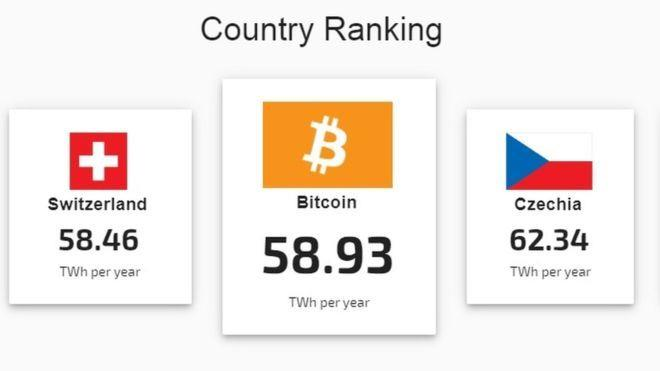 Country Ranking
Switzerland
58.46
TWh per year
Bitcoin
58.93
TWh per year
Czechia
62.34
TWh per year